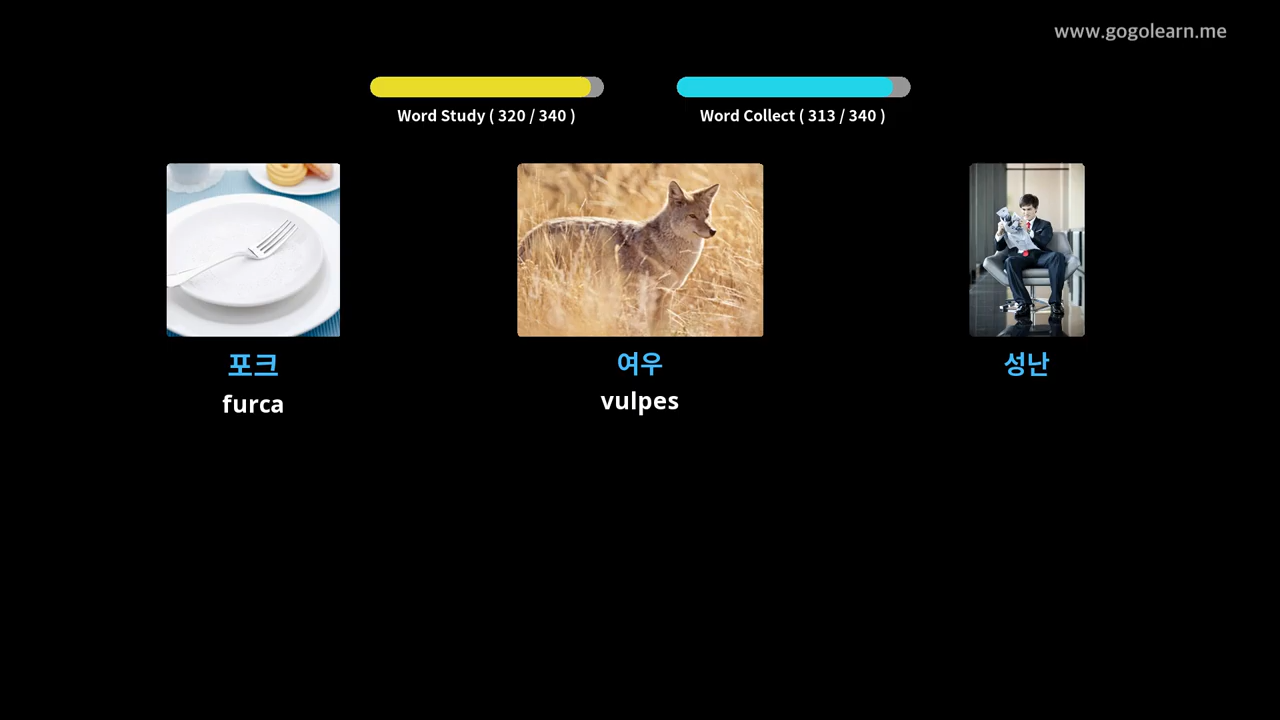 www.gogolearn.me
Word Study ( 320 / 340 )
Word Collect ( 313 / 340 )
포크
furca
여우
vulpes
성난